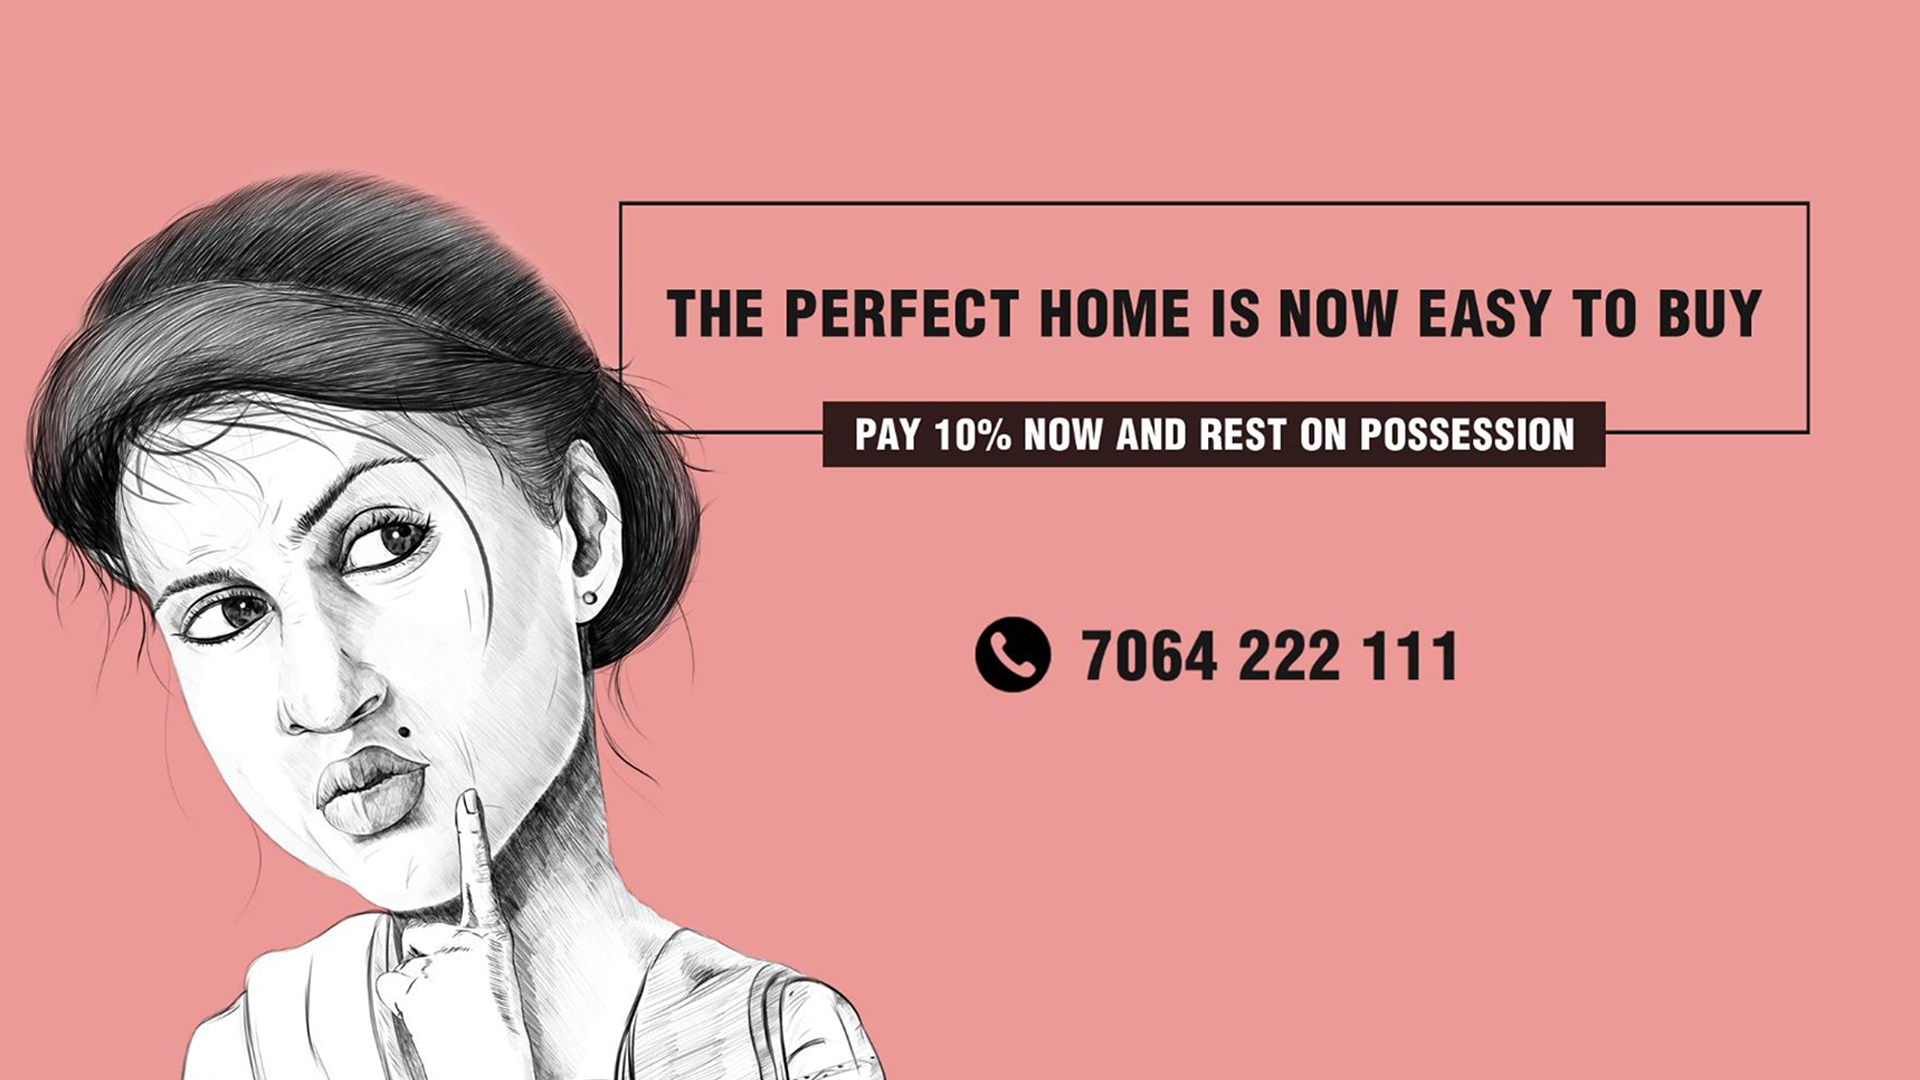 THE PERFECT HOME IS NOW EASY TO BUY
PAY 10% NOW AND REST ON POSSESSION
7064 222 111